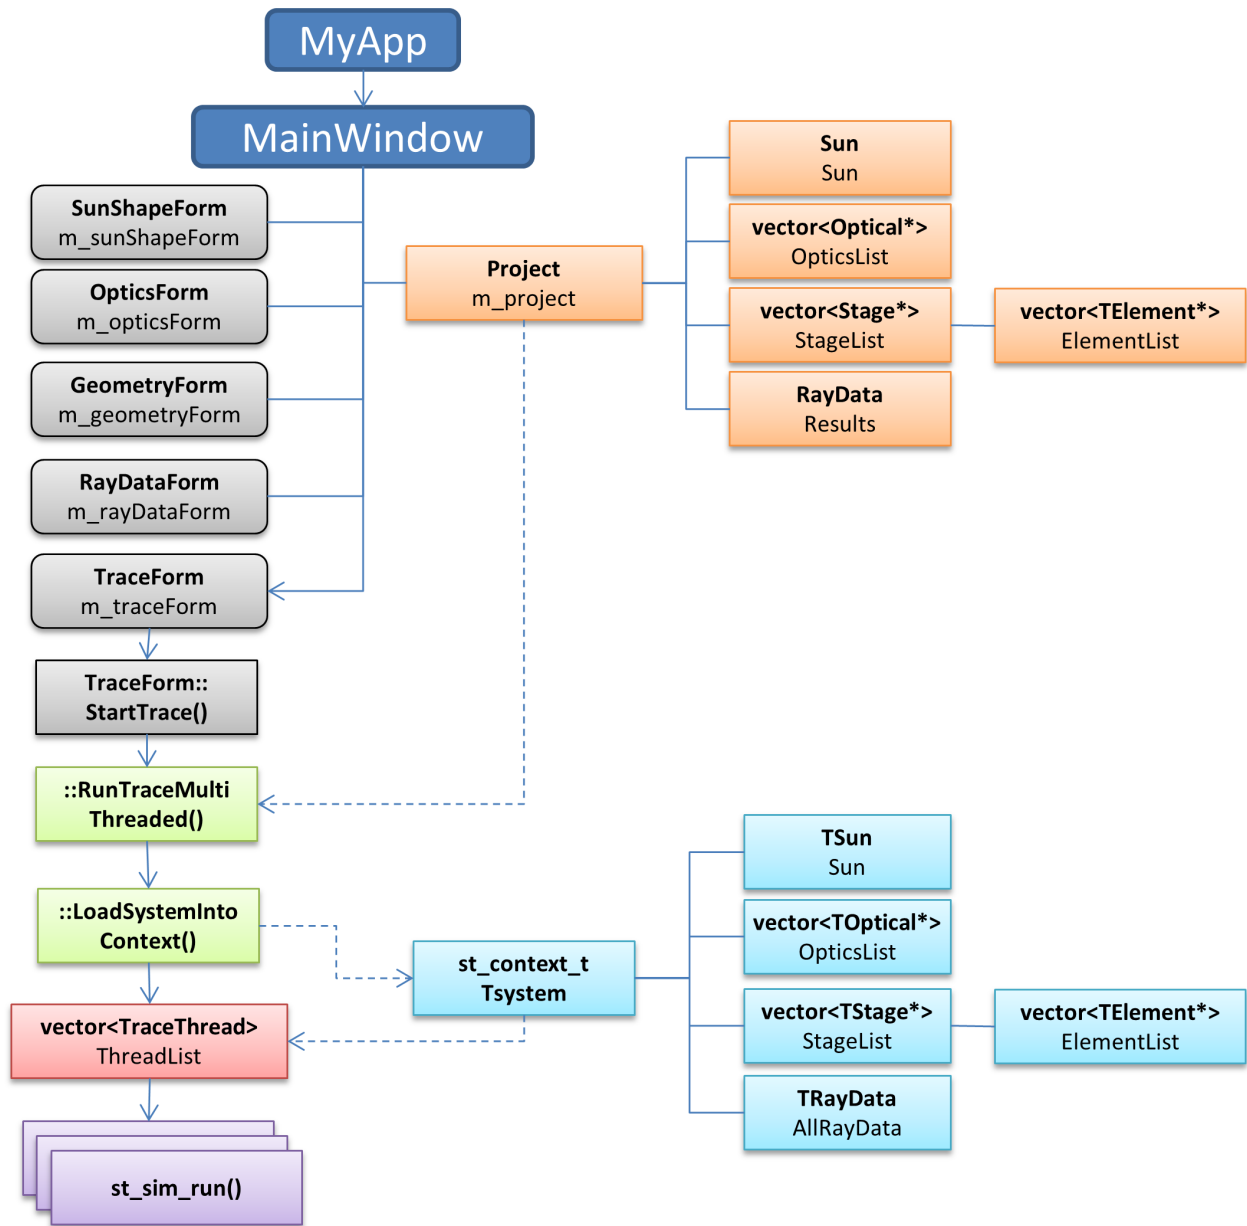 MyApp
MainWindow
SunShapeForm
m_sunShapeForm
OpticsForm
m_opticsForm
GeometryForm
m_geometryForm
RayDataForm
m_rayDataForm
TraceForm
m_traceForm
TraceForm::
StartTrace()
::RunTraceMulti
Threaded()
::LoadSystemInto
Context()
vector<TraceThread>
ThreadList
st_sim_run()
Project
m_project
Sun
Sun
vector<Optical*>
OpticsList
vector<Stage*>
StageList
RayData
Results
vector<TElement*>
ElementList
st_context_t
Tsystem
TSun
Sun
vector<TOptical*>
OpticsList
vector<TStage*>
StageList
TRayData
AllRayData
vector<TElement*>
ElementList